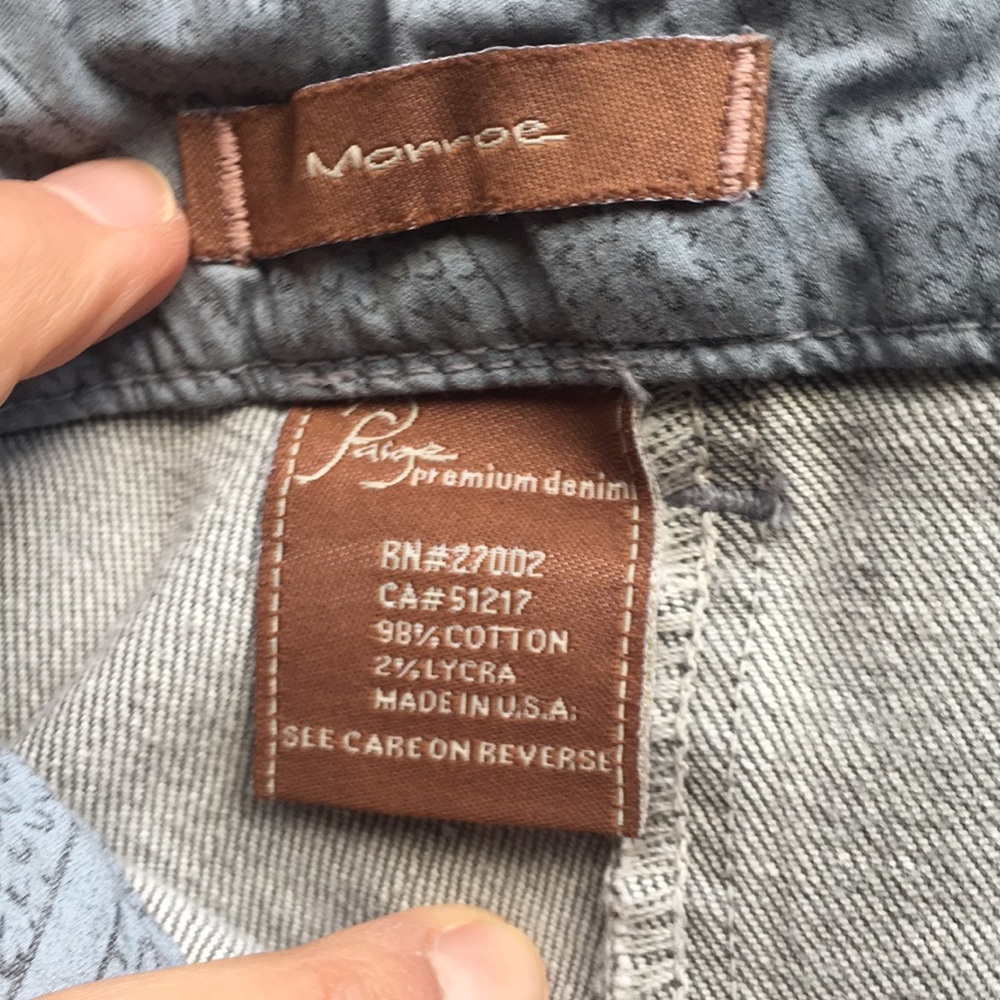 Monroe
Paige
premium denim
RN#27002
CA#51217
98% COTTON
2% LYCRA
MADE IN U.S.A.
SEE CARE ON REVERSE